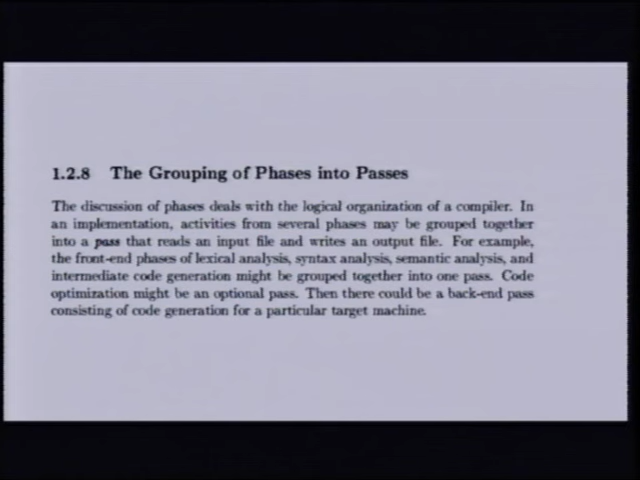 1.2.8 The Grouping of Phases into Passes
The discussion of phases deals with the logical organization of a compiler. In
an implementation, activities from several phases may be grouped together
into a pass that reads an input file and writes an output file. For example,
the front-end phases of lexical analysis, syntax analysis, semantic analysis, and
intermediate code generation might be grouped together into one pass. Code
optimization might be an optional pass. Then there could be a back-end pass
consisting of code generation for a particular target machine.